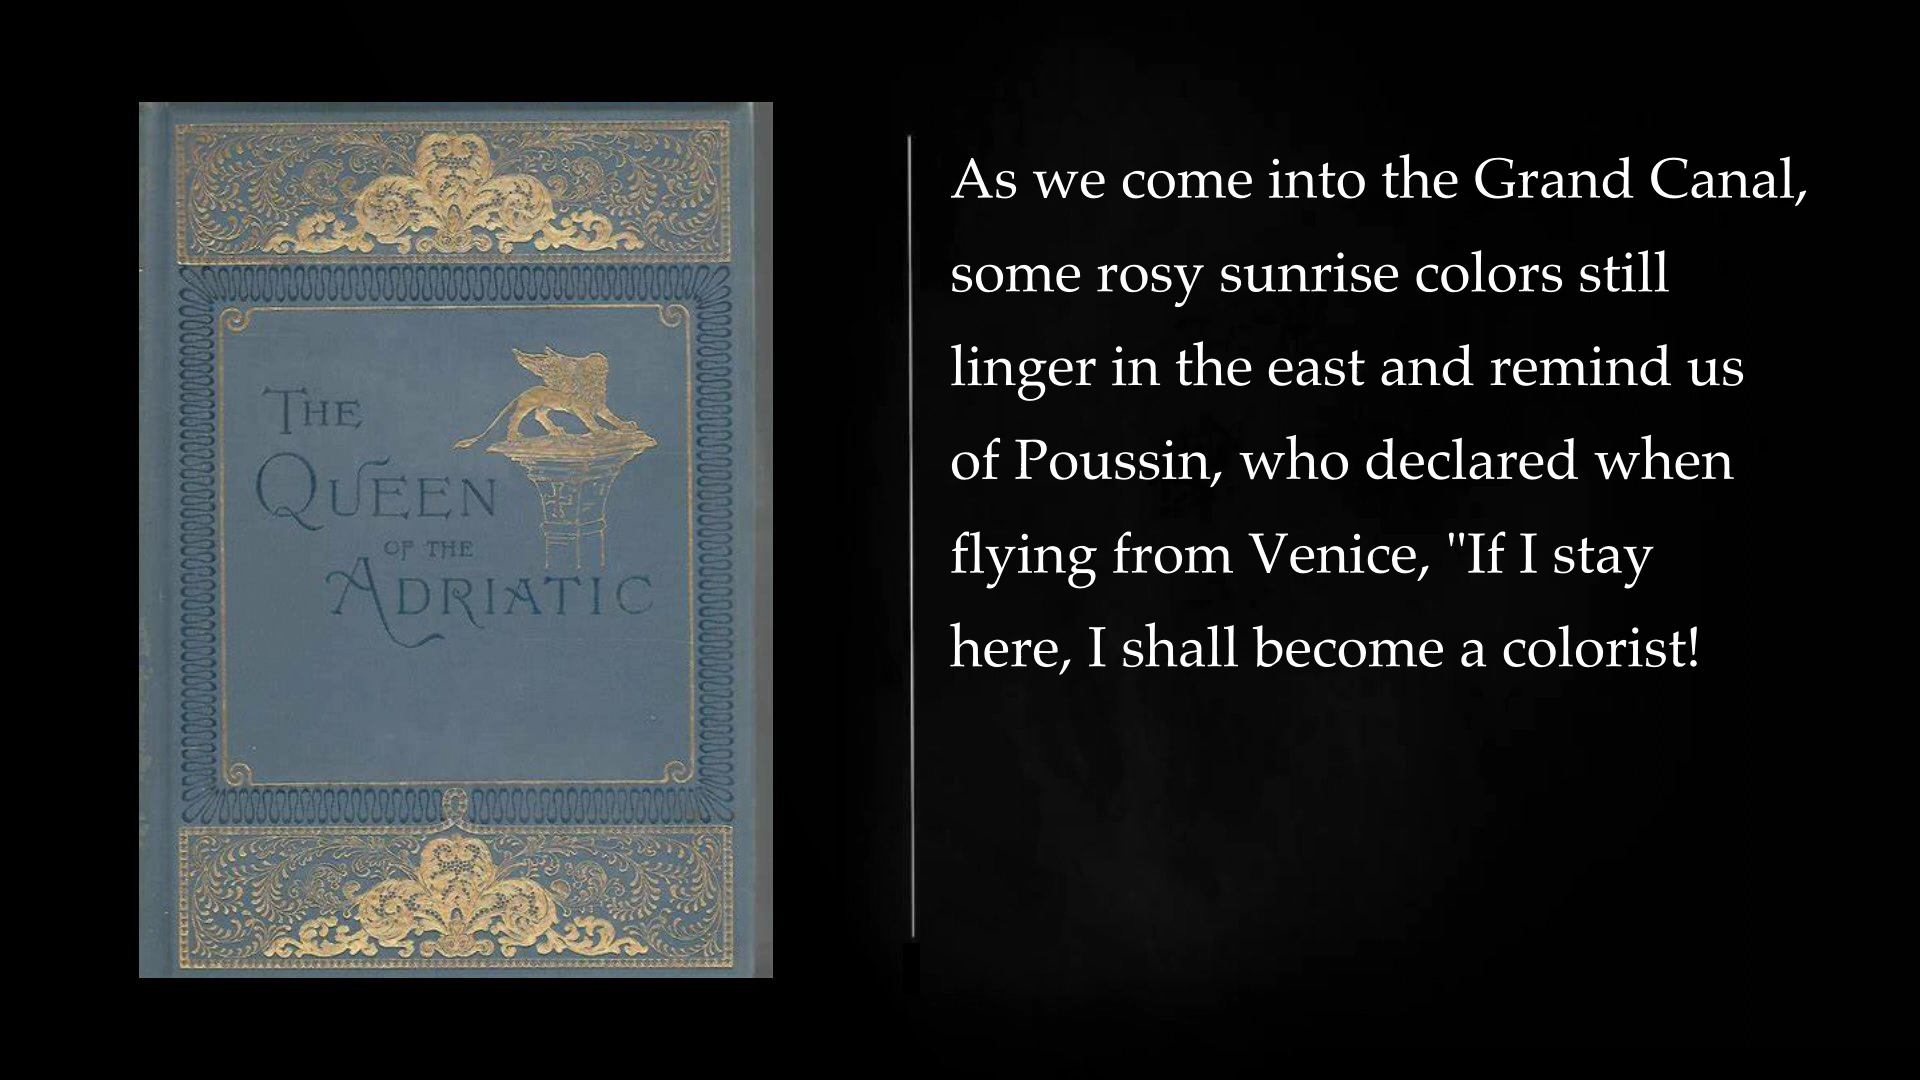 THE
QUEEN
OF THE
ADRIATIC
As we come into the Grand Canal,
some rosy sunrise colors still
linger in the east and remind us
of Poussin, who declared when
flying from Venice, "If I stay
here, I shall become a colorist!